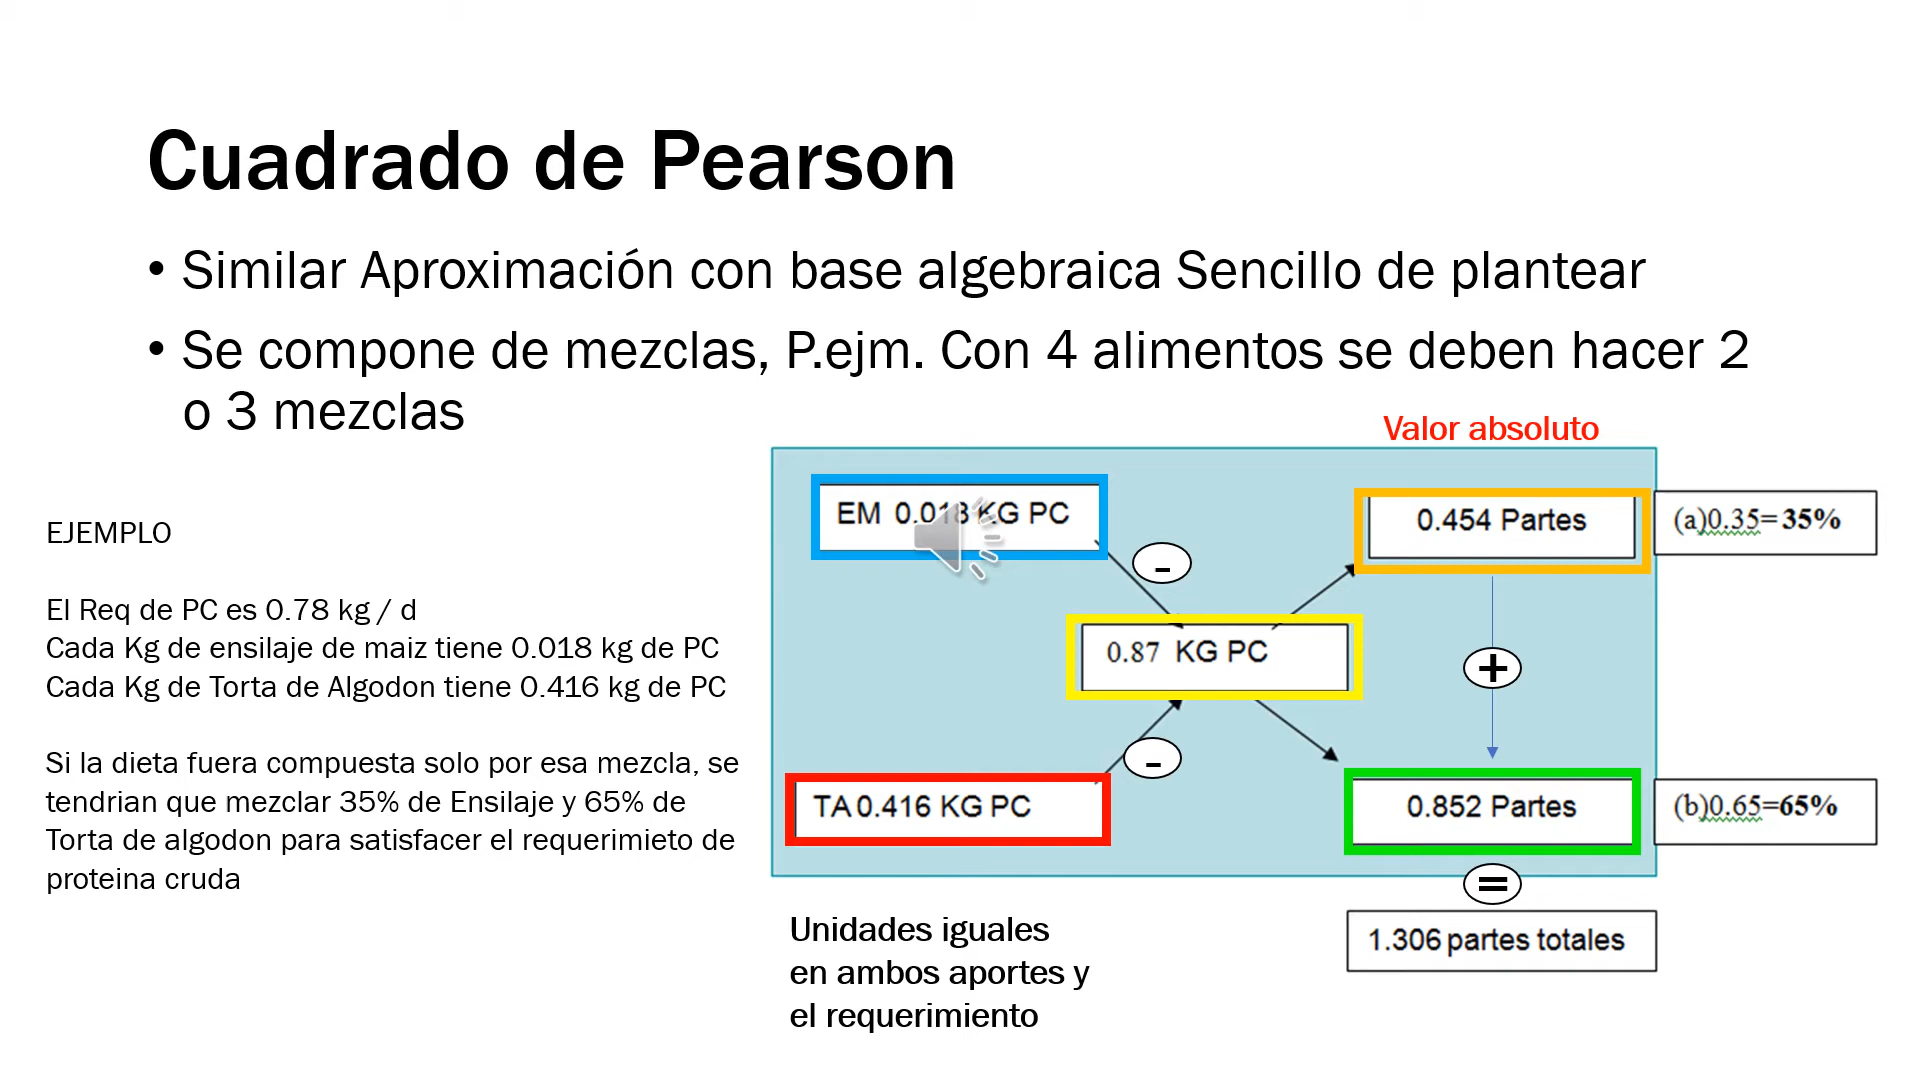 Cuadrado de Pearson
• Similar Aproximación con base algebraica Sencillo de plantear
• Se compone de mezclas, P.ejm. Con 4 alimentos se deben hacer 2
o 3 mezclas
EJEMPLO
El Req de PC es 0.78 kg / d
Cada Kg de ensilaje de maiz tiene 0.018 kg de PC
Cada Kg de Torta de Algodon tiene 0.416 kg de PC
Si la dieta fuera compuesta solo por esa mezcla, se
tendrian que mezclar 35% de Ensilaje y 65% de
Torta de algodon para satisfacer el requerimieto de
proteina cruda
Valor absoluto
EM 0.018 KG PC
-
0.454 Partes
(a)0.35=35%
0.87 KG PC
+
-
TA 0.416 KG PC
0.852 Partes
(b)0.65=65%
=
1.306 partes totales
Unidades iguales
en ambos aportes y
el requerimiento